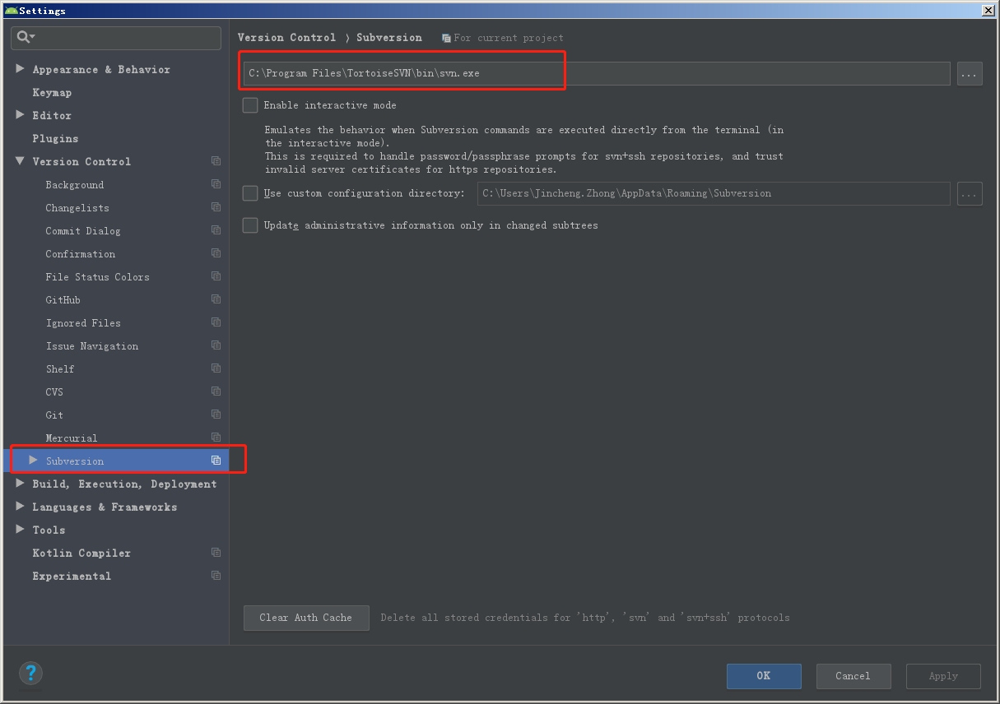 Settings
Appearance & Behavior
Keymap
Editor
Plugins
Version Control
Background
Changelists
Commit Dialog
Confirmation
File Status Colors
GitHub
Ignored Files
Issue Navigation
Shelf
CVS
Git
Mercurial
Subversion
Build, Execution, Deployment
Languages & Frameworks
Tools
Kotlin Compiler
Experimental
Version Control 〉 Subversion For current project
C:\Program Files\TortoiseSVN\bin\svn.exe ...
Enable interactive mode
Emulates the behavior when Subversion commands are executed directly from the terminal (in
the interactive mode).
This is required to handle password/passphrase prompts for svn+ssh repositories, and trust
invalid server certificates for https repositories.
Use custom configuration directory: C:\Users\Jincheng.Zhong\AppData\Roaming\Subversion ...
Update administrative information only in changed subtrees
Clear Auth Cache Delete all stored credentials for 'http', 'svn' and 'svn+ssh' protocols
? OK Cancel Apply